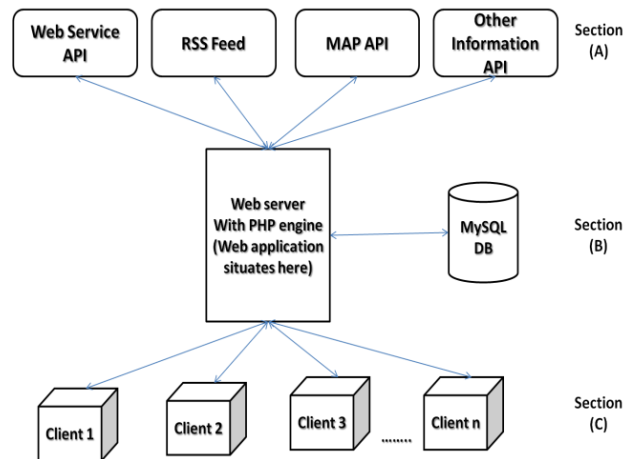 Web Service
API
RSS Feed
MAP API
Other
Information
API
Section
(A)
Web server
With PHP engine
(Web application
situates here)
MySQL
DB
Section
(B)
Client 1
Client 2
Client 3
........
Client n
Section
(C)